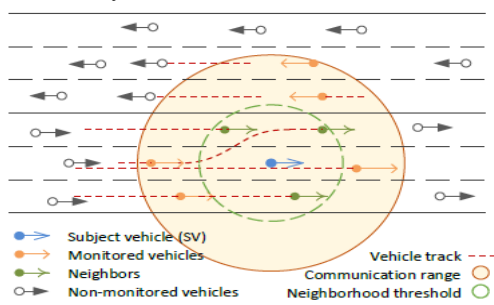 Subject vehicle (SV)
Monitored vehicles
Neighbors
Non-monitored vehicles
Vehicle track
Communication range
Neighborhood threshold